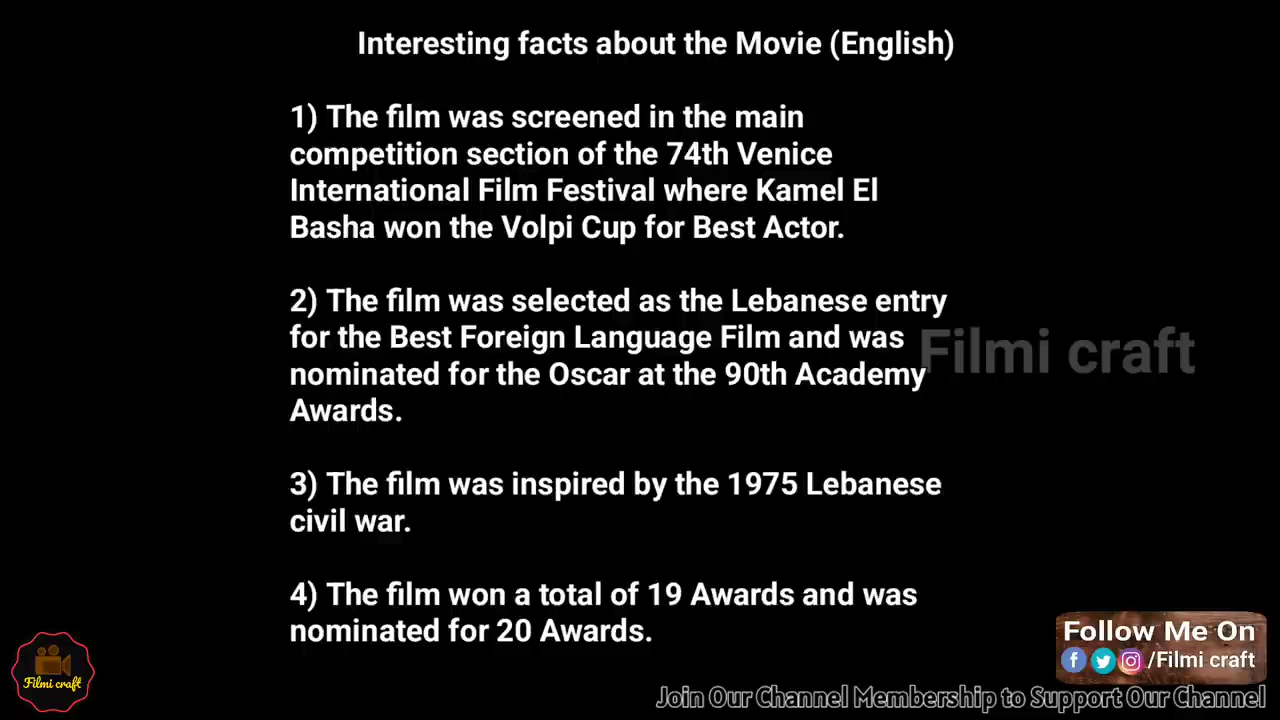 Interesting facts about the Movie (English)
1) The film was screened in the main
competition section of the 74th Venice
International Film Festival where Kamel El
Basha won the Volpi Cup for Best Actor.
2) The film was selected as the Lebanese entry
for the Best Foreign Language Film and was
nominated for the Oscar at the 90th Academy
Awards.
Filmi craft
3) The film was inspired by the 1975 Lebanese
civil war.
4) The film won a total of 19 Awards and was
nominated for 20 Awards.
Follow Me On
/Filmi craft
Filmi craft
Join Our Channel Membership to Support Our Channel